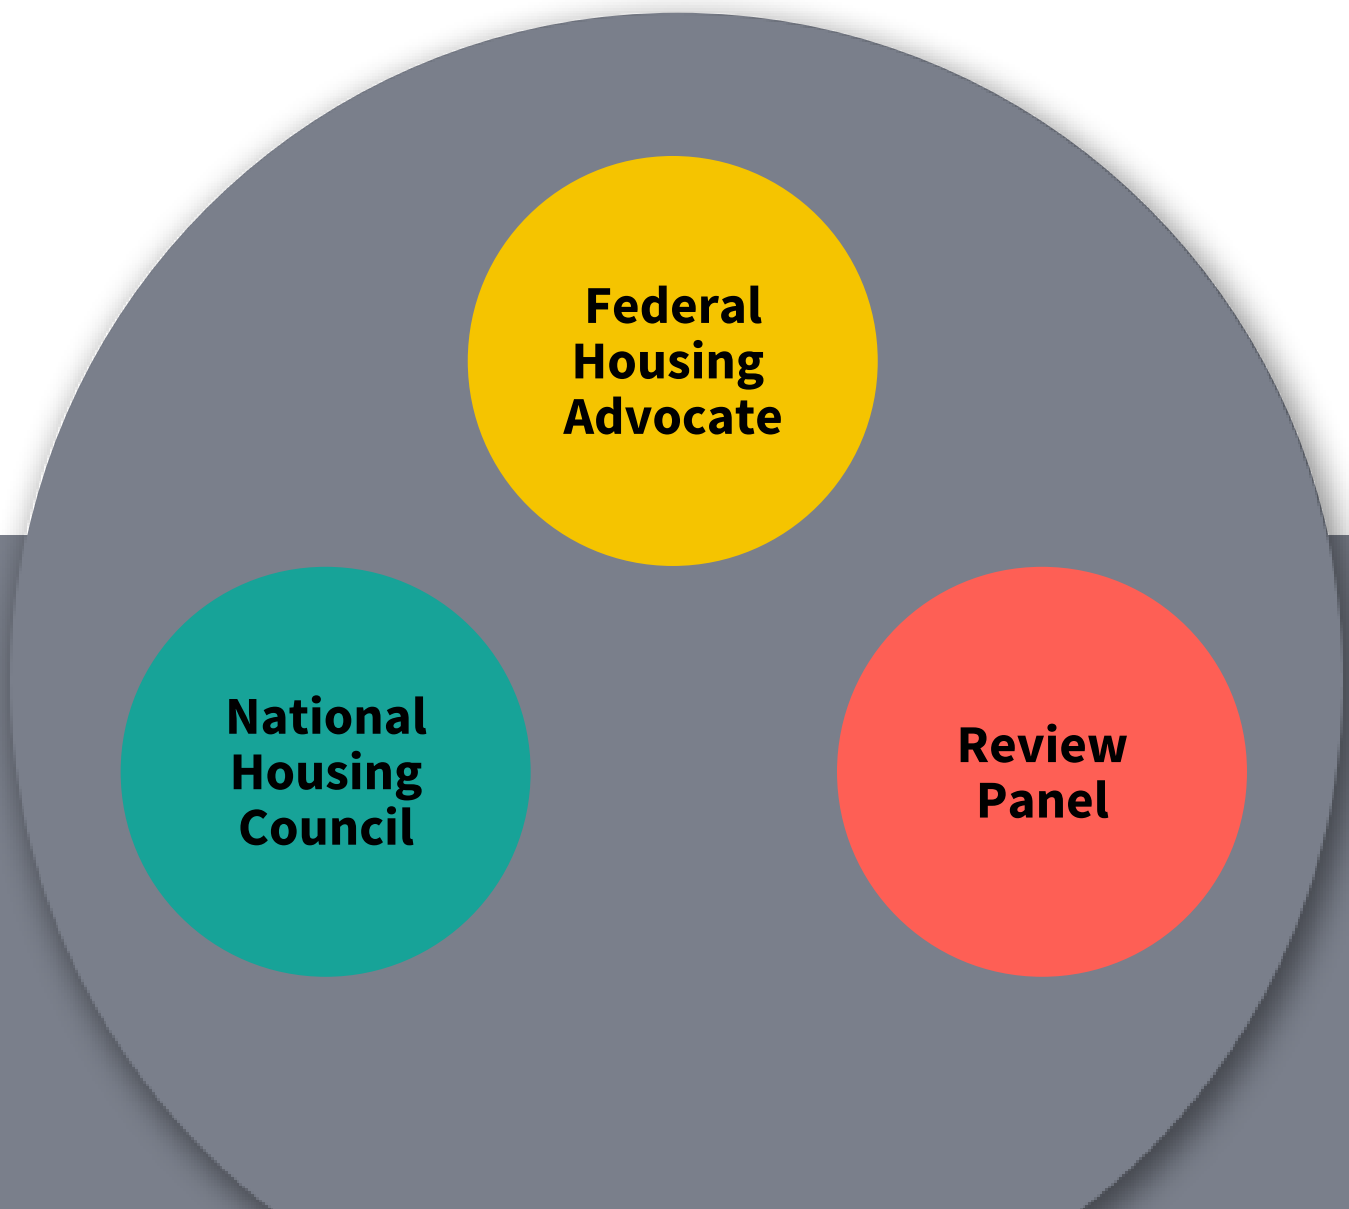 Federal
Housing
Advocate
National
Housing
Council
Review
Panel